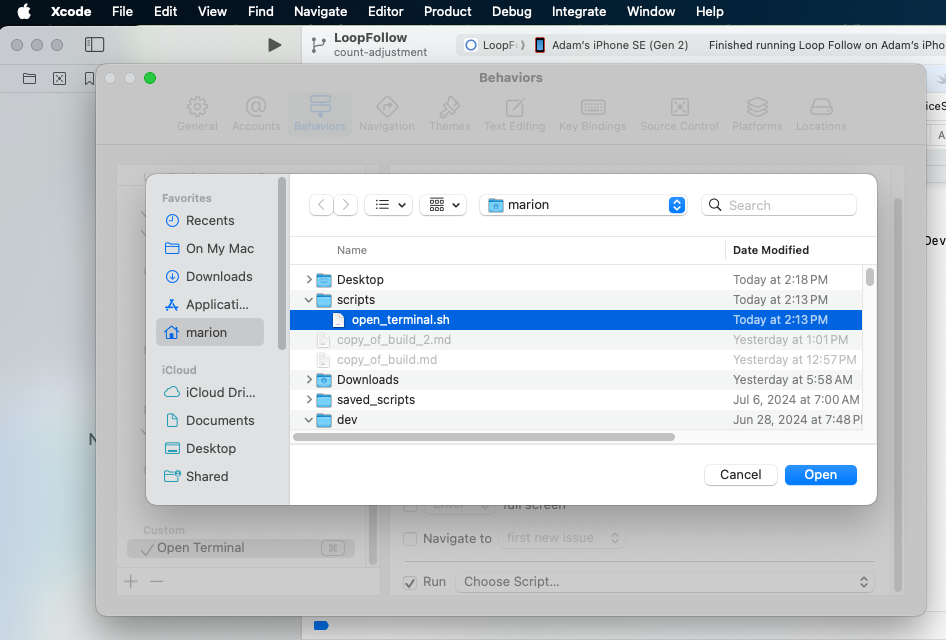 Xcode File Edit View Find Navigate Editor Product Debug Integrate Window Help
LoopFollow
count-adjustment
LoopF Adam's iPhone SE (Gen 2) Finished running Loop Follow on Adam's iPho
Behaviors
General Accounts Behaviors Navigation Themes Text Editing Key Bindings Source Control Platforms Locations
Favorites
Recents
On My Mac
Downloads
Applicati...
marion
iCloud
iCloud Dri...
Documents
Desktop
Shared
marion
Search
Name Date Modified
Desktop Today at 2:18 PM
scripts Today at 2:13 PM
open_terminal.sh Today at 2:13 PM
copy_of_build_2.md Yesterday at 1:01 PM
copy_of_build.md Yesterday at 12:57 PM
Downloads Yesterday at 5:58 AM
saved_scripts Jul 6, 2024 at 7:00 AM
dev Jun 28, 2024 at 7:48 P
Cancel Open
full screen
Custom
Open Terminal ⌘
Navigate to first new issue
Run Choose Script...